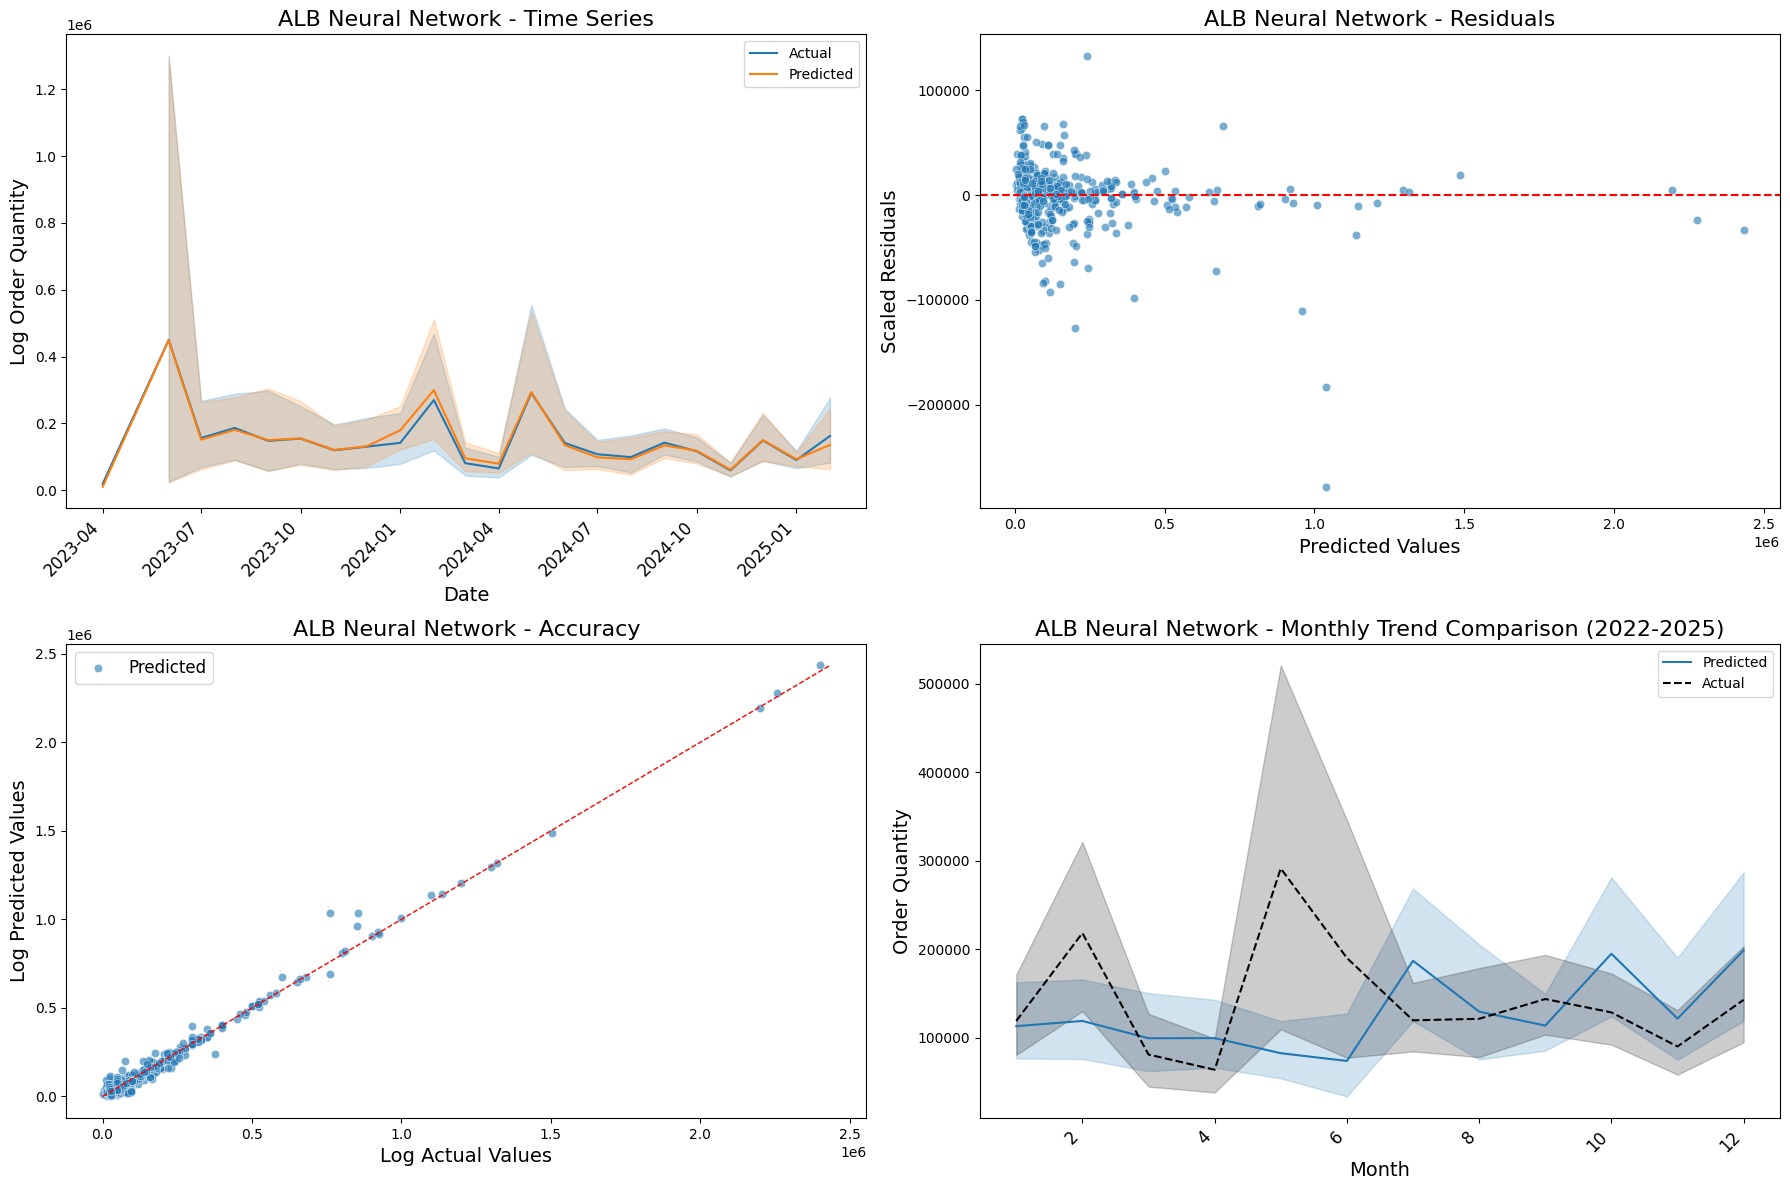 ALB Neural Network - Time Series
1e6
Log Order Quantity
1.2
1.0
0.8
0.6
0.4
0.2
0.0
Actual
Predicted
2023-04
2023-07
2023-10
2024-01
2024-04
2024-07
2024-10
2025-01
Date
ALB Neural Network - Residuals
Scaled Residuals
100000
0
−100000
−200000
0.0
0.5
1.0
1.5
2.0
2.5
1e6
Predicted Values
ALB Neural Network - Accuracy
1e6
Log Predicted Values
2.5
2.0
1.5
1.0
0.5
0.0
Predicted
0.0
0.5
1.0
1.5
2.0
2.5
1e6
Log Actual Values
ALB Neural Network - Monthly Trend Comparison (2022-2025)
Order Quantity
500000
400000
300000
200000
100000
Predicted
Actual
2
4
6
8
10
12
Month